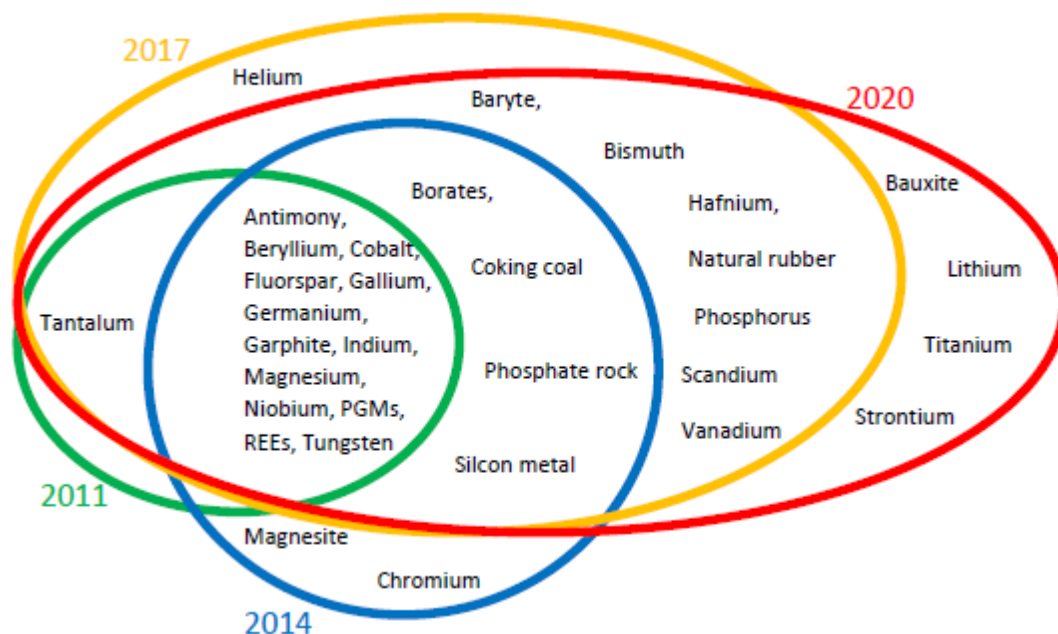 2017
Helium
2020
Baryte,
Bismuth
Bauxite
Borates,
Hafnium,
Antimony,
Beryllium, Cobalt,
Fluorspar, Gallium,
Germanium,
Garphite, Indium,
Magnesium,
Niobium, PGMs,
REEs, Tungsten
Coking coal
Natural rubber
Lithium
Tantalum
Phosphorus
Titanium
Phosphate rock
Scandium
Strontium
Vanadium
Silcon metal
2011
Magnesite
Chromium
2014